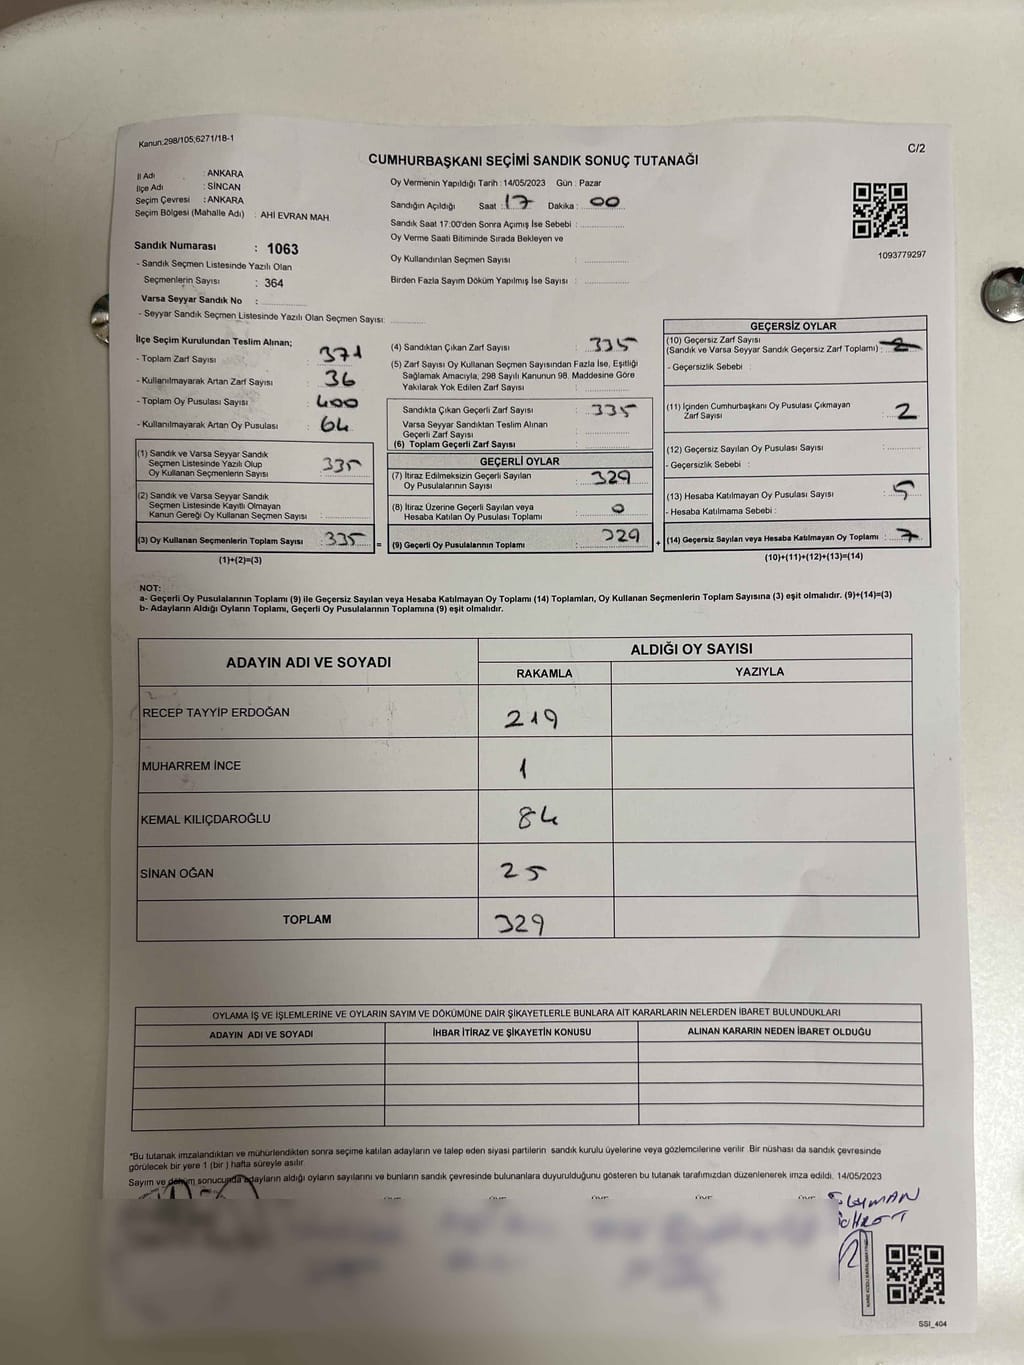 Kanun.298/105;6271/18-1
C/2
CUMHURBAŞKANI SEÇİMİ SANDIK SONUÇ TUTANAĞI
İl Adı : ANKARA
İlçe Adı : SİNCAN
Seçim Çevresi : ANKARA
Seçim Bölgesi (Mahalle Adı) : AHİ EVRAN MAH.
Sandık Numarası : 1063
- Sandık Seçmen Listesinde Yazılı Olan
Seçmenlerin Sayısı : 364
Varsa Seyyar Sandık No :
- Seyyar Sandık Seçmen Listesinde Yazılı Olan Seçmen Sayısı:
Oy Vermenin Yapıldığı Tarih : 14/05/2023 Gün : Pazar
Sandığın Açıldığı Saat : 17 Dakika : 00
Sandık Saat 17:00'den Sonra Açımış İse Sebebi :
Oy Verme Saati Bitiminde Sırada Bekleyen ve
Oy Kullandırılan Seçmen Sayısı :
Birden Fazla Sayım Döküm Yapılmış İse Sayısı :
1093779297
İlçe Seçim Kurulundan Teslim Alınan;
- Toplam Zarf Sayısı : 371
- Kullanılmayarak Artan Zarf Sayısı : 36
- Toplam Oy Pusulası Sayısı : 400
- Kullanılmayarak Artan Oy Pusulası : 64
(1) Sandık ve Varsa Seyyar Sandık
Seçmen Listesinde Yazılı Olup
Oy Kullanan Seçmenlerin Sayısı : 335
(2) Sandık ve Varsa Seyyar Sandık
Seçmen Listesinde Kayıtlı Olmayan
Kanun Gereği Oy Kullanan Seçmen Sayısı :
(3) Oy Kullanan Seçmenlerin Toplam Sayısı : 335 =
(1)+(2)=(3)
(4) Sandıktan Çıkan Zarf Sayısı : 335
(5) Zarf Sayısı Oy Kullanan Seçmen Sayısından Fazla İse, Eşitliği
Sağlamak Amacıyla, 298 Sayılı Kanunun 98. Maddesine Göre
Yakılarak Yok Edilen Zarf Sayısı :
Sandıkta Çıkan Geçerli Zarf Sayısı : 335
Varsa Seyyar Sandıktan Teslim Alınan
Geçerli Zarf Sayısı :
(6) Toplam Geçerli Zarf Sayısı :
GEÇERLİ OYLAR
(7) İtiraz Edilmeksizin Geçerli Sayılan
Oy Pusulalarının Sayısı : 329
(8) İtiraz Üzerine Geçerli Sayılan veya
Hesaba Katılan Oy Pusulası Toplamı : 0
(9) Geçerli Oy Pusulalarının Toplamı : 329 +
GEÇERSİZ OYLAR
(10) Geçersiz Zarf Sayısı
(Sandık ve Varsa Seyyar Sandık Geçersiz Zarf Toplamı) : 2
- Geçersizlik Sebebi :
(11) İçinden Cumhurbaşkanı Oy Pusulası Çıkmayan
Zarf Sayısı : 2
(12) Geçersiz Sayılan Oy Pusulası Sayısı :
- Geçersizlik Sebebi :
(13) Hesaba Katılmayan Oy Pusulası Sayısı : 5
- Hesaba Katılmama Sebebi :
(14) Geçersiz Sayılan veya Hesaba Katılmayan Oy Toplamı : 7
(10)+(11)+(12)+(13)=(14)
NOT:
a- Geçerli Oy Pusulalarının Toplamı (9) ile Geçersiz Sayılan veya Hesaba Katılmayan Oy Toplamı (14) Toplamları, Oy Kullanan Seçmenlerin Toplam Sayısına (3) eşit olmalıdır. (9)+(14)=(3)
b- Adayların Aldığı Oyların Toplamı, Geçerli Oy Pusulalarının Toplamına (9) eşit olmalıdır.
ADAYIN ADI VE SOYADI
ALDIĞI OY SAYISI
RAKAMLA YAZIYLA
RECEP TAYYİP ERDOĞAN 219
MUHARREM İNCE 1
KEMAL KILIÇDAROĞLU 84
SİNAN OĞAN 25
TOPLAM 329
OYLAMA İŞ VE İŞLEMLERİNE VE OYLARIN SAYIM VE DÖKÜMÜNE DAİR ŞİKAYETLERLE BUNLARA AİT KARARLARIN NELERDEN İBARET BULUNDUKLARI
ADAYIN ADI VE SOYADI İHBAR İTİRAZ VE ŞİKAYETİN KONUSU ALINAN KARARIN NEDEN İBARET OLDUĞU
*Bu tutanak imzalandıktan ve mühürlendikten sonra seçime katılan adayların ve talep eden siyasi partilerin sandık kurulu üyelerine veya gözlemcilerine verilir. Bir nüshası da sandık çevresinde
görülecek bir yere 1 (bir ) hafta süreyle asılır.
Sayım ve döküm sonucunda adayların aldığı oyların sayılarını ve bunların sandık çevresinde bulunanlara duyurulduğunu gösteren bu tutanak tarafımızdan düzenlenerek imza edildi. 14/05/2023
SSI_404